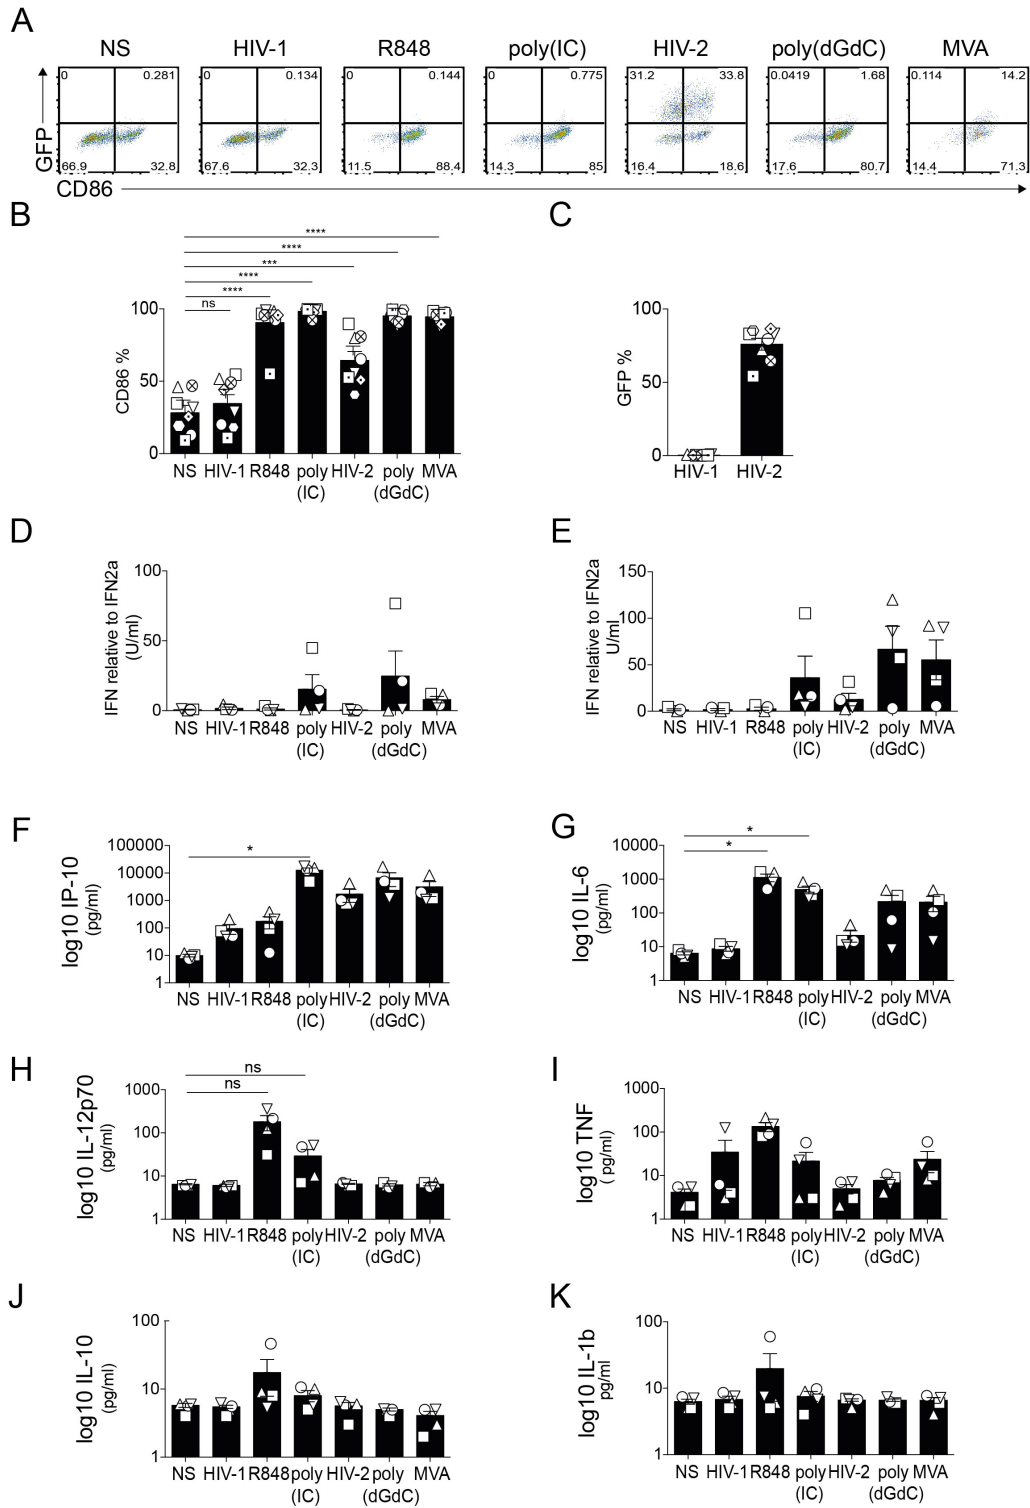 A
NS HIV-1 R848 poly(IC) HIV-2 poly(dGdC) MVA
0 0.281 0 0.134 0 0.144 0 0.775 31.2 33.8 0.0419 1.68 0.114 14.2
GFP
66.9 32.8 67.6 32.3 11.5 88.4 14.3 85 16.4 18.6 17.6 80.7 14.4 71.3
CD86
B
****
****
***
****
****
ns
CD86 %
100
50
0
NS HIV-1 R848 poly HIV-2 poly MVA
(IC) (dGdC)
C
GFP %
100
50
0
HIV-1 HIV-2
D
IFN relative to IFN2a
(U/ml)
100
50
0
NS HIV-1 R848 poly HIV-2 poly MVA
(IC) (dGdC)
E
IFN relative to IFN2a
U/ml
150
100
50
0
NS HIV-1 R848 poly HIV-2 poly MVA
(IC) (dGdC)
F
*
log10 IP-10
(pg/ml)
100000
10000
1000
100
10
1
NS HIV-1 R848 poly HIV-2 poly MVA
(IC) (dGdC)
G
*
*
log10 IL-6
(pg/ml)
10000
1000
100
10
1
NS HIV-1 R848 poly HIV-2 poly MVA
(IC) (dGdC)
H
ns
ns
log10 IL-12p70
(pg/ml)
1000
100
10
1
NS HIV-1 R848 poly HIV-2 poly MVA
(IC) (dGdC)
I
log10 TNF
( pg/ml)
1000
100
10
1
NS HIV-1 R848 poly HIV-2 poly MVA
(IC) (dGdC)
J
log10 IL-10
(pg/ml)
100
10
1
NS HIV-1 R848 poly HIV-2 poly MVA
(IC) (dGdC)
K
log10 IL-1b
pg/ml
100
10
1
NS HIV-1 R848 poly HIV-2 poly MVA
(IC) (dGdC)